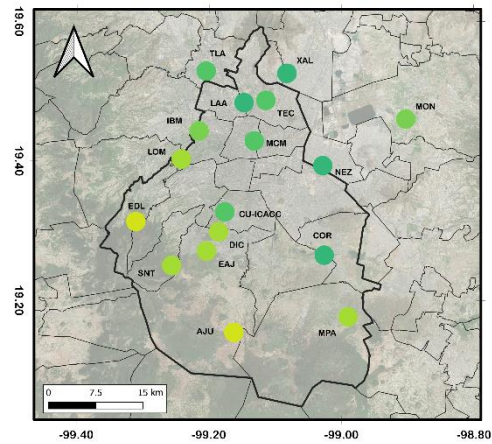 19.60
TLA
XAL
LAA
TEC
MON
IBM
MCM
LOM
19.40
NEZ
EDL
CU-ICACC
COR
DIC
EAJ
SNT
19.20
AJU
MPA
0 7.5 15 km
-99.40 -99.20 -99.00 -98.80